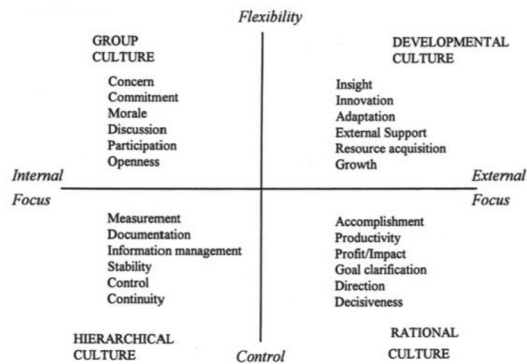 Flexibility
GROUP
CULTURE
Concern
Commitment
Morale
Discussion
Participation
Openness
DEVELOPMENTAL
CULTURE
Insight
Innovation
Adaptation
External Support
Resource acquisition
Growth
Internal
Focus
External
Focus
Measurement
Documentation
Information management
Stability
Control
Continuity
HIERARCHICAL
CULTURE
Accomplishment
Productivity
Profit/Impact
Goal clarification
Direction
Decisiveness
RATIONAL
CULTURE
Control